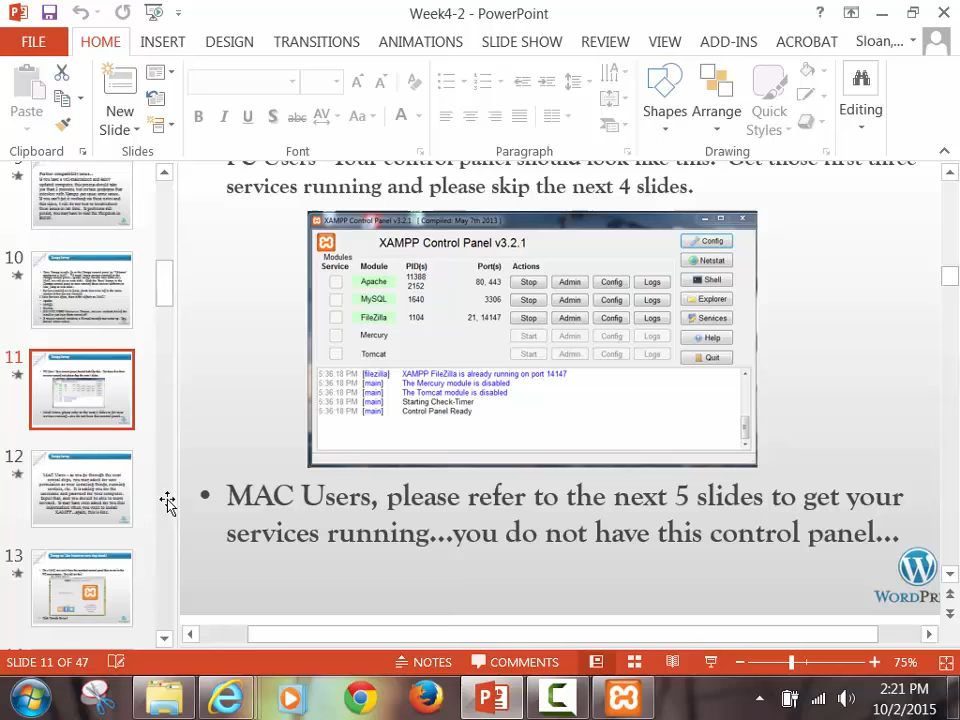 Week4-2 - PowerPoint
?
FILE HOME INSERT DESIGN TRANSITIONS ANIMATIONS SLIDE SHOW REVIEW VIEW ADD-INS ACROBAT Sloan,...
Paste
New
Slide
B I U S abc AV Aa A
Shapes Arrange Quick
Styles
Editing
Clipboard Slides Font Paragraph Drawing
10
11
12
13
services running and please skip the next 4 slides.
XAMPP Control Panel v3.2.1 ( Compiled: May 7th 2013 )
XAMPP Control Panel v3.2.1
Config
Modules
Service Module PID(s) Port(s) Actions
Netstat
Apache 11388 2152 80, 443 Stop Admin Config Logs
Shell
MySQL 1640 3306 Stop Admin Config Logs
Explorer
FileZilla 1104 21, 14147 Stop Admin Config Logs
Services
Mercury Start Admin Config Logs
Help
Tomcat Start Admin Config Logs
Quit
5:36:18 PM [filezilla] XAMPP FileZilla is already running on port 14147
5:36:18 PM [main] The Mercury module is disabled
5:36:18 PM [main] The Tomcat module is disabled
5:36:18 PM [main] Starting Check-Timer
5:36:18 PM [main] Control Panel Ready
• MAC Users, please refer to the next 5 slides to get your
services running...you do not have this control panel...
SLIDE 11 OF 47 NOTES COMMENTS 75%
2:21 PM
10/2/2015